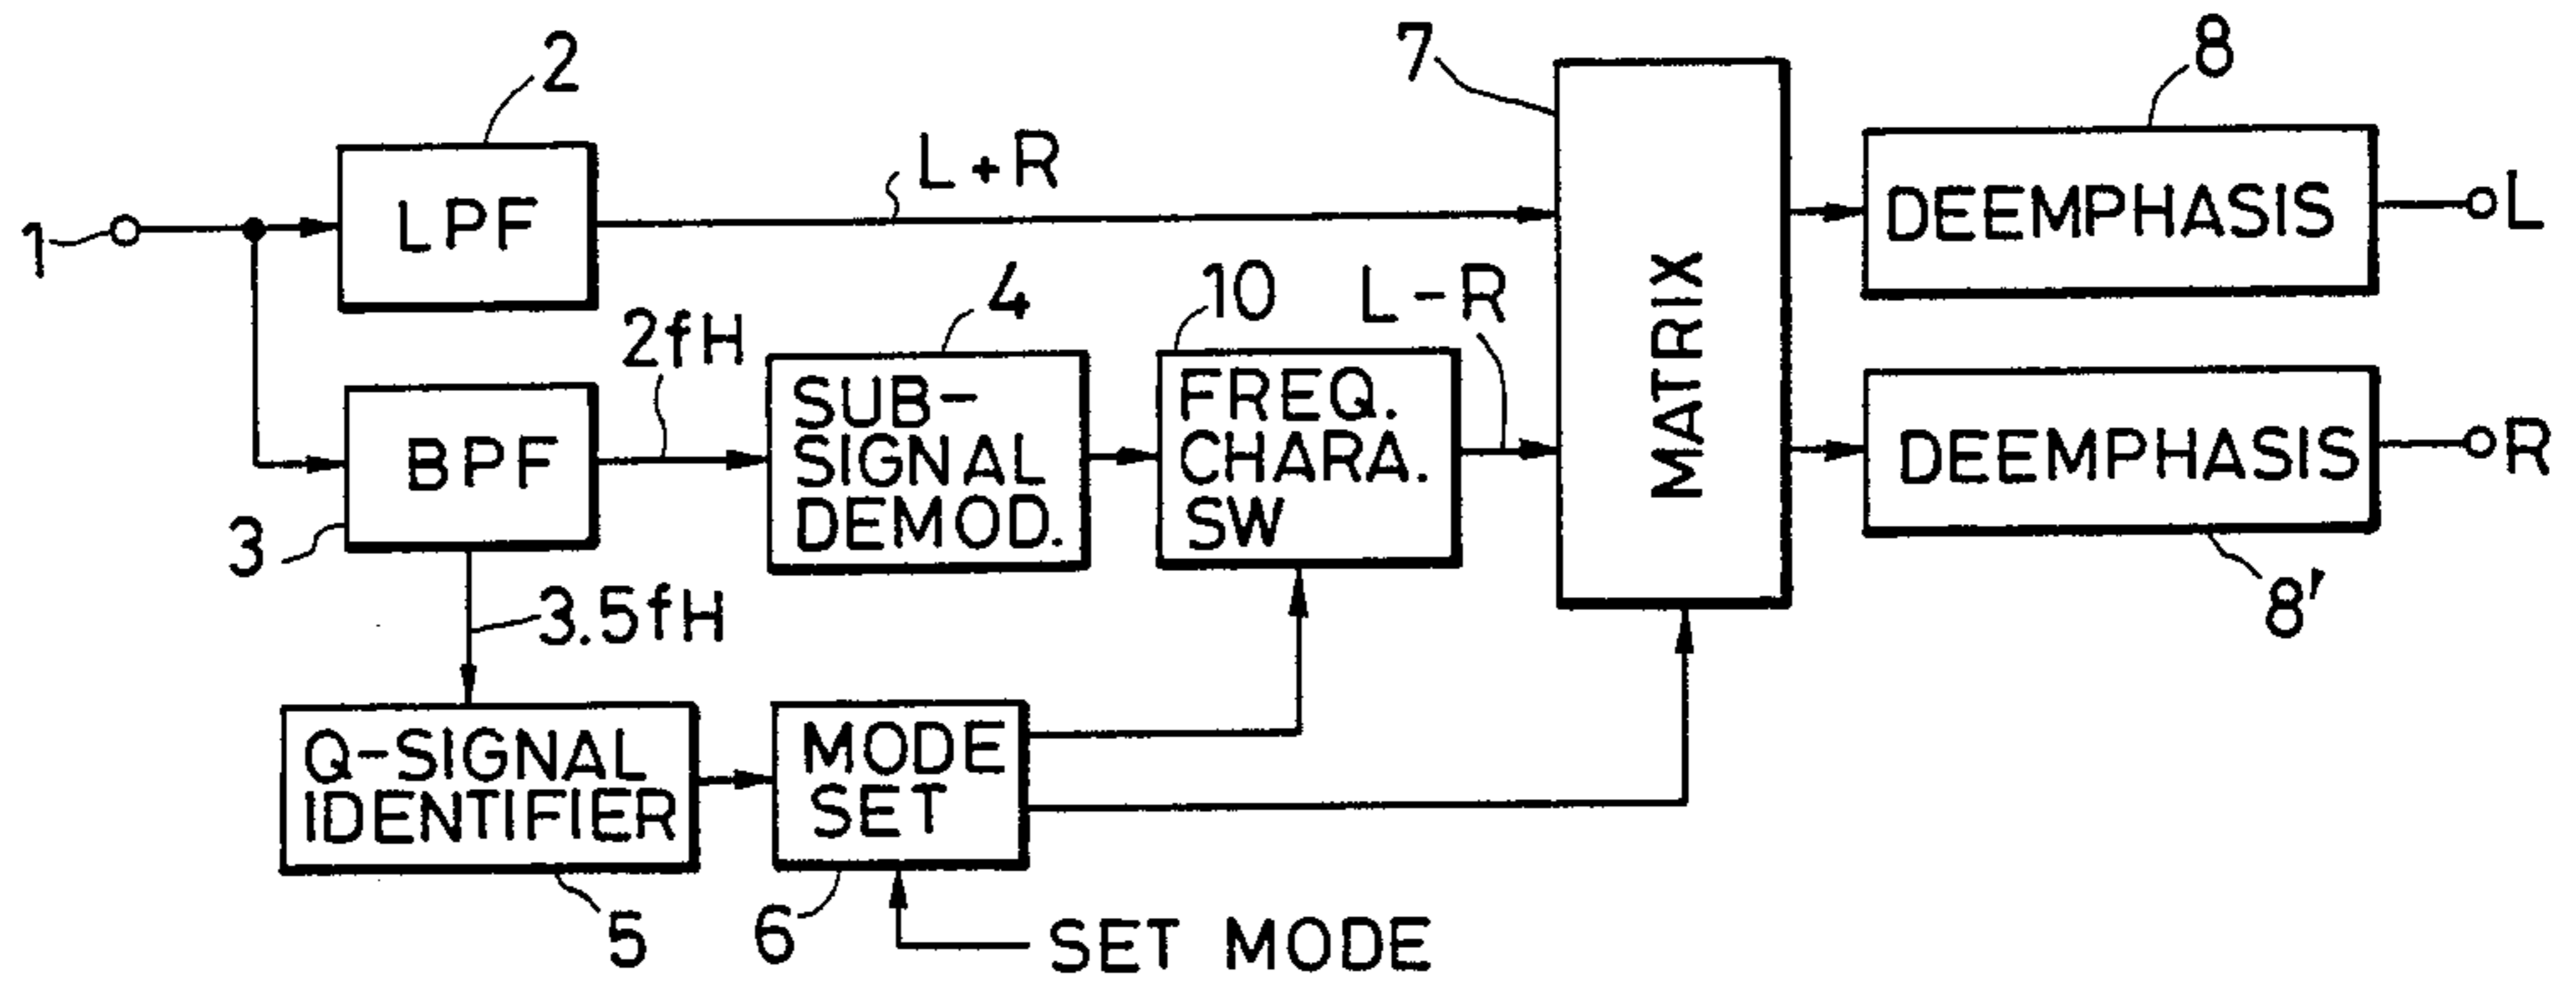 1
2
LPF
L+R
7
MATRIX
8
DEEMPHASIS
L
3
BPF
2fH
4
SUB-
SIGNAL
DEMOD.
10
FREQ.
CHARA.
SW
L-R
DEEMPHASIS
R
8'
3.5fH
Q-SIGNAL
IDENTIFIER
5
MODE
SET
6
SET MODE